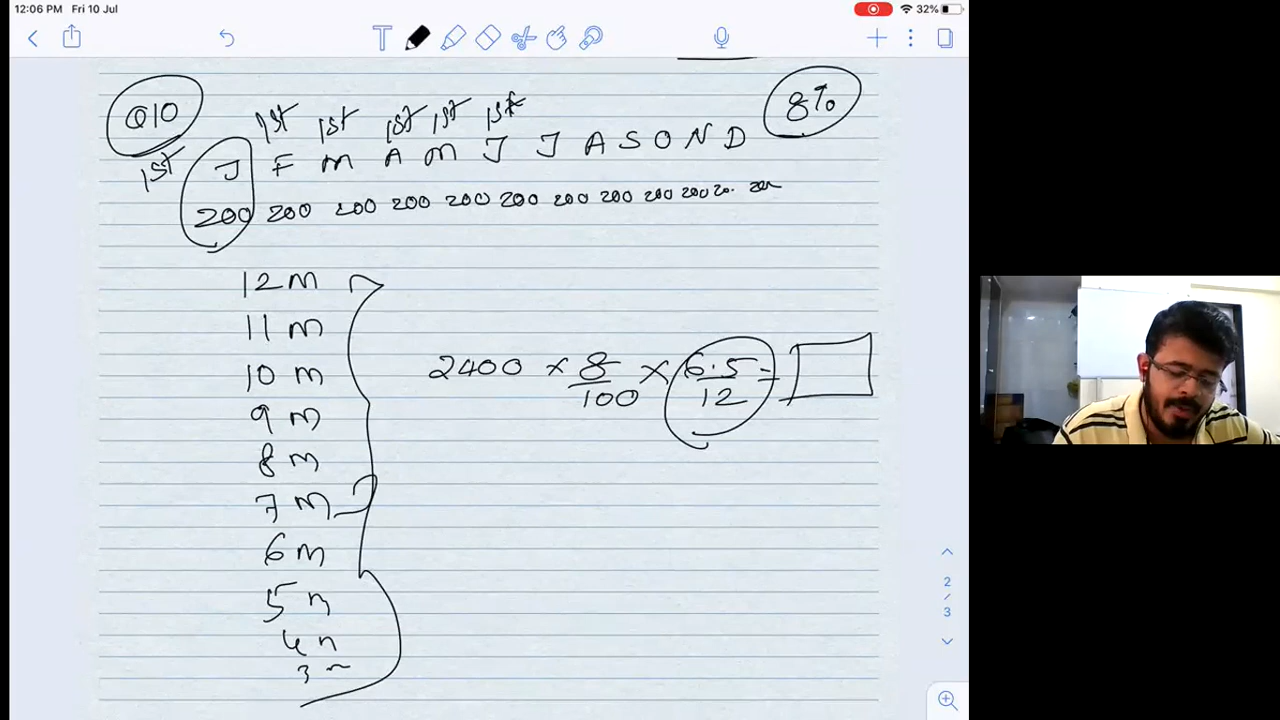 12:06 PM Fri 10 Jul 32%
Q10
1st 1st 1st 1st 1st 8%
1st J F M A M J J A S O N D
200 200 200 200 200 200 200 200 200 200
12 m
11 m
10 m
9 m
8 m
7 m
6 m
5 m
4 m
3 m
2400 × 8/100 × 6.5/12 =
2
/
3